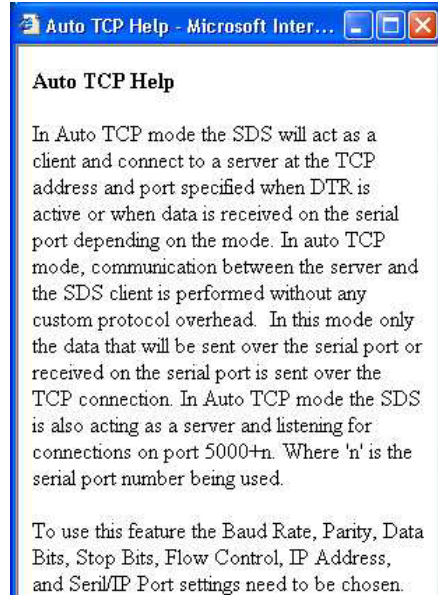 Auto TCP Help - Microsoft Inter...
Auto TCP Help
In Auto TCP mode the SDS will act as a
client and connect to a server at the TCP
address and port specified when DTR is
active or when data is received on the serial
port depending on the mode. In auto TCP
mode, communication between the server and
the SDS client is performed without any
custom protocol overhead. In this mode only
the data that will be sent over the serial port or
received on the serial port is sent over the
TCP connection. In Auto TCP mode the SDS
is also acting as a server and listening for
connections on port 5000+n. Where 'n' is the
serial port number being used.
To use this feature the Baud Rate, Parity, Data
Bits, Stop Bits, Flow Control, IP Address,
and Seril/IP Port settings need to be chosen.